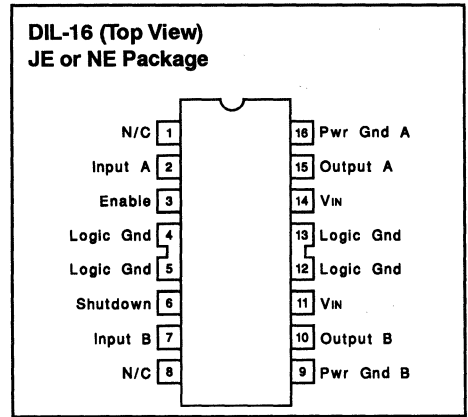 DIL-16 (Top View)
JE or NE Package
N/C 1 16 Pwr Gnd A
Input A 2 15 Output A
Enable 3 14 VIN
Logic Gnd 4 13 Logic Gnd
Logic Gnd 5 12 Logic Gnd
Shutdown 6 11 VIN
Input B 7 10 Output B
N/C 8 9 Pwr Gnd B